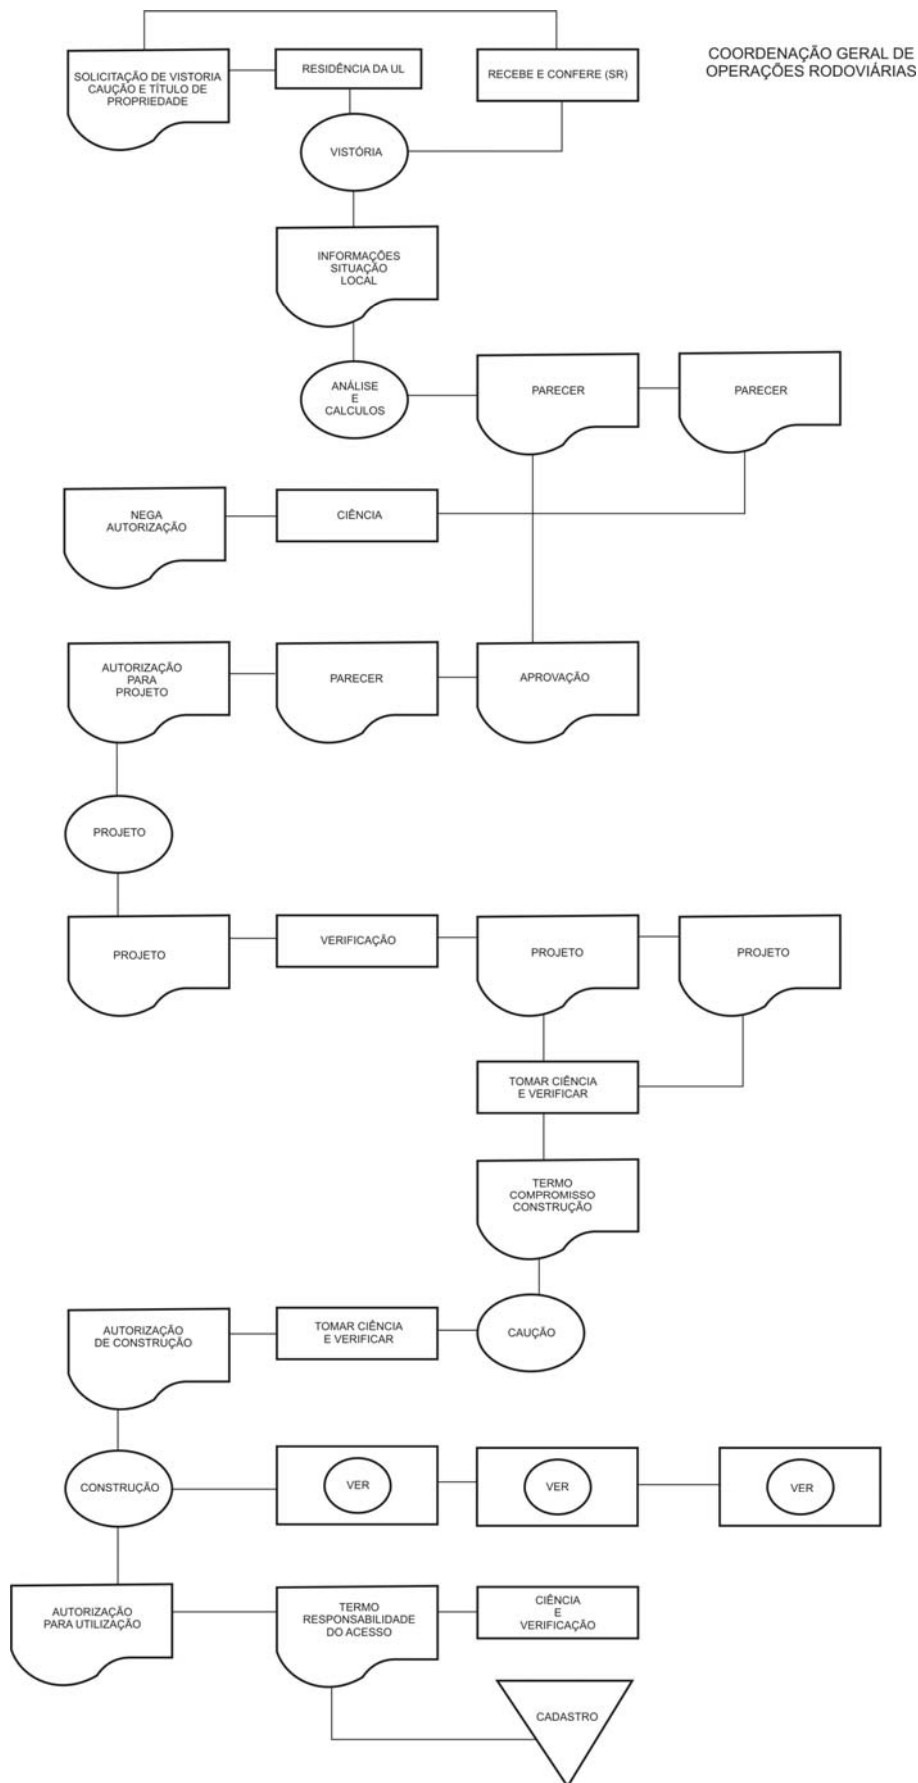 COORDENAÇÃO GERAL DE
OPERAÇÕES RODOVIÁRIAS
SOLICITAÇÃO DE VISTORIA
CAUÇÃO E TÍTULO DE
PROPRIEDADE
RESIDÊNCIA DA UL
RECEBE E CONFERE (SR)
VISTÓRIA
INFORMAÇÕES
SITUAÇÃO
LOCAL
ANÁLISE
E
CALCULOS
PARECER
PARECER
NEGA
AUTORIZAÇÃO
CIÊNCIA
AUTORIZAÇÃO
PARA
PROJETO
PARECER
APROVAÇÃO
PROJETO
PROJETO
VERIFICAÇÃO
PROJETO
PROJETO
TOMAR CIÊNCIA
E VERIFICAR
TERMO
COMPROMISSO
CONSTRUÇÃO
AUTORIZAÇÃO
DE CONSTRUÇÃO
TOMAR CIÊNCIA
E VERIFICAR
CAUÇÃO
CONSTRUÇÃO
VER
VER
VER
AUTORIZAÇÃO
PARA UTILIZAÇÃO
TERMO
RESPONSABILIDADE
DO ACESSO
CIÊNCIA
E
VERIFICAÇÃO
CADASTRO